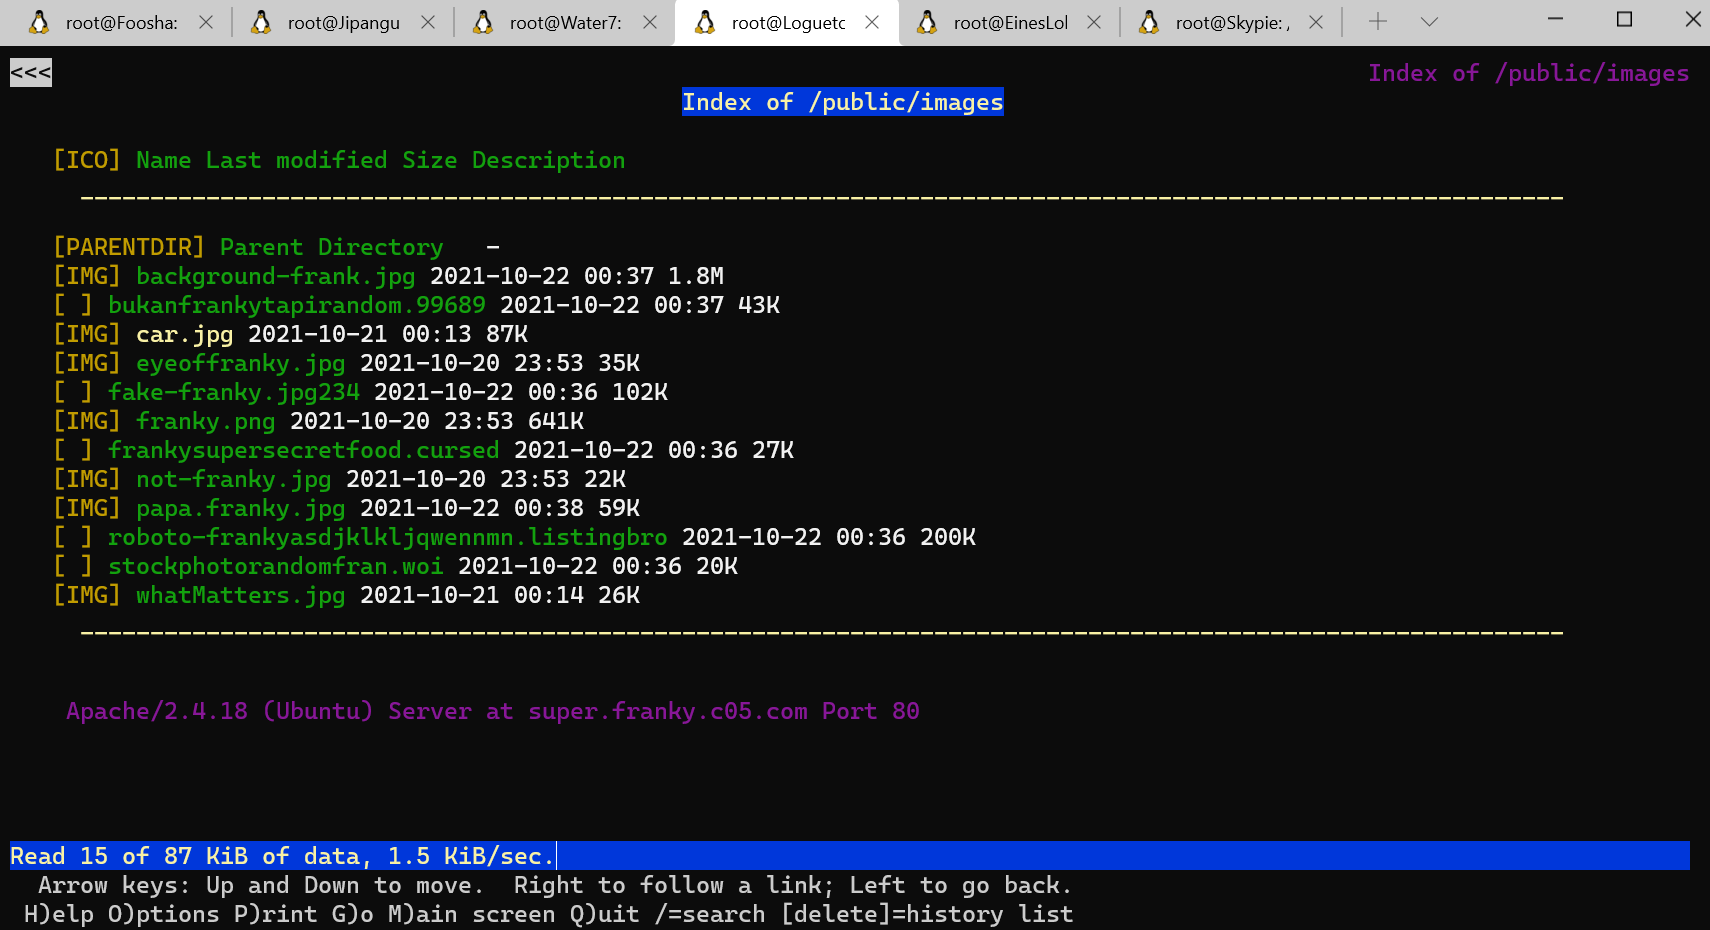 root@Foosha: root@Jipangu root@Water7: root@Loguetc root@EinesLol root@Skypie: /
<<< Index of /public/images
Index of /public/images
[ICO] Name Last modified Size Description
[PARENTDIR] Parent Directory -
[IMG] background-frank.jpg 2021-10-22 00:37 1.8M
[ ] bukanfrankytapirandom.99689 2021-10-22 00:37 43K
[IMG] car.jpg 2021-10-21 00:13 87K
[IMG] eyeoffranky.jpg 2021-10-20 23:53 35K
[ ] fake-franky.jpg234 2021-10-22 00:36 102K
[IMG] franky.png 2021-10-20 23:53 641K
[ ] frankysupersecretfood.cursed 2021-10-22 00:36 27K
[IMG] not-franky.jpg 2021-10-20 23:53 22K
[IMG] papa.franky.jpg 2021-10-22 00:38 59K
[ ] roboto-frankyasdjklkljqwennmn.listingbro 2021-10-22 00:36 200K
[ ] stockphotorandomfran.woi 2021-10-22 00:36 20K
[IMG] whatMatters.jpg 2021-10-21 00:14 26K
Apache/2.4.18 (Ubuntu) Server at super.franky.c05.com Port 80
Read 15 of 87 KiB of data, 1.5 KiB/sec.
Arrow keys: Up and Down to move. Right to follow a link; Left to go back.
H)elp O)ptions P)rint G)o M)ain screen Q)uit /=search [delete]=history list